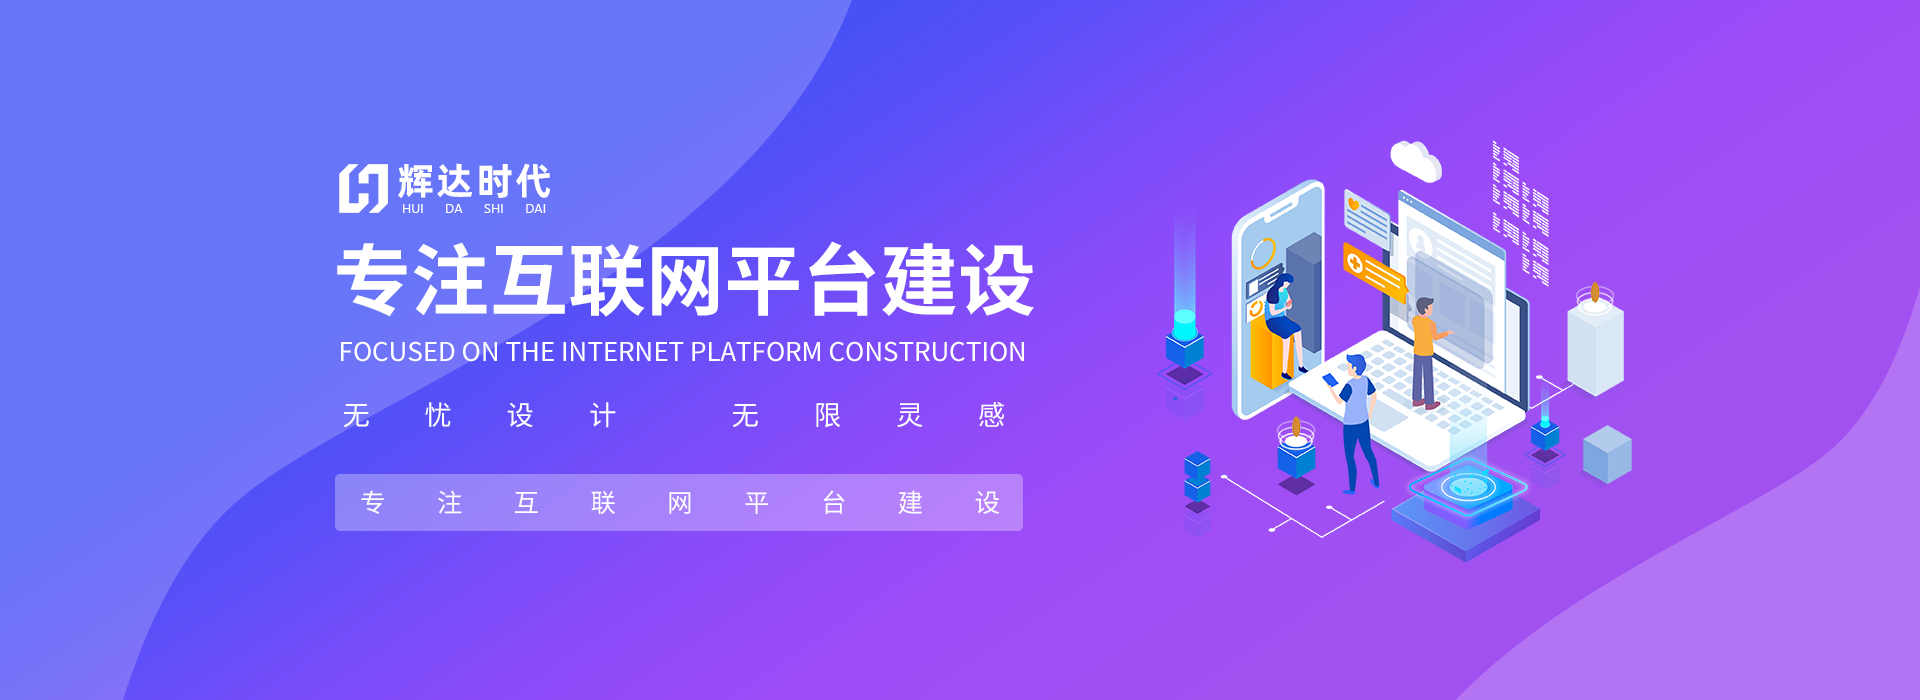 辉达时代
HUI DA SHI DAI
专注互联网平台建设
FOCUSED ON THE INTERNET PLATFORM CONSTRUCTION
无忧设计 无限灵感
专注互联网平台建设